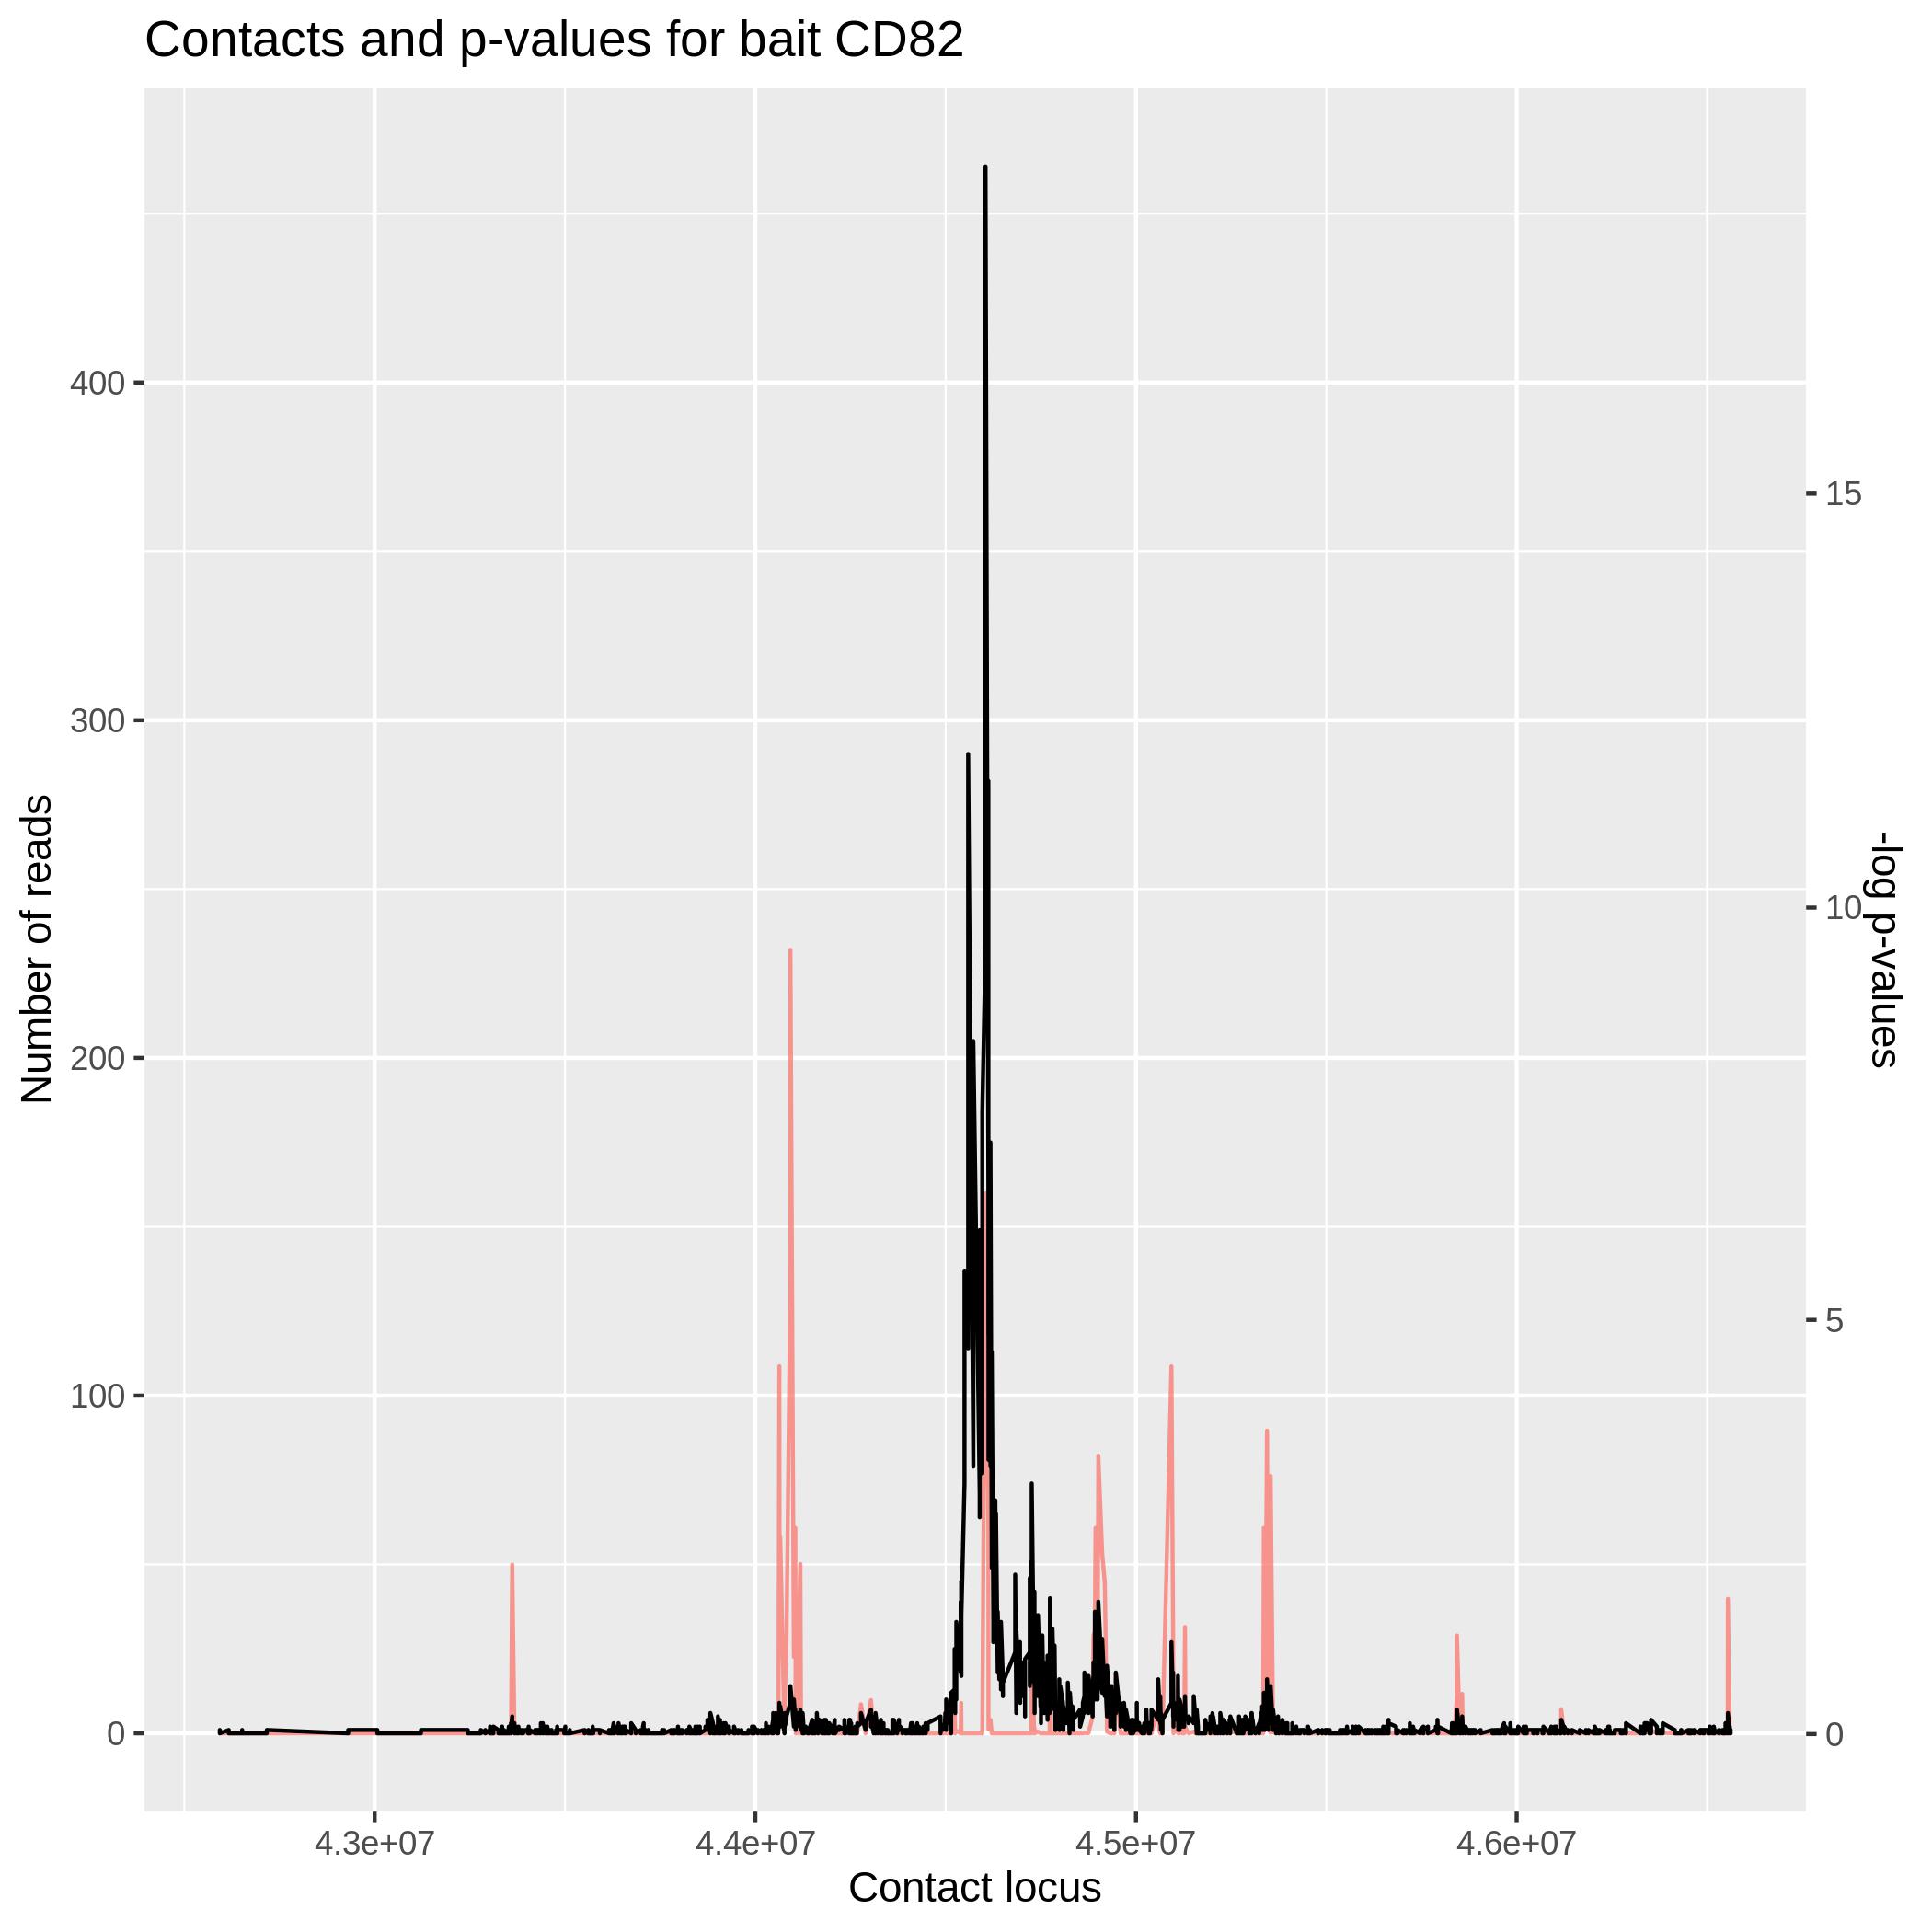 Contacts and p-values for bait CD82
Number of reads
400
300
200
100
0
15
10
5
0
-log p-values
4.3e+07 4.4e+07 4.5e+07 4.6e+07
Contact locus